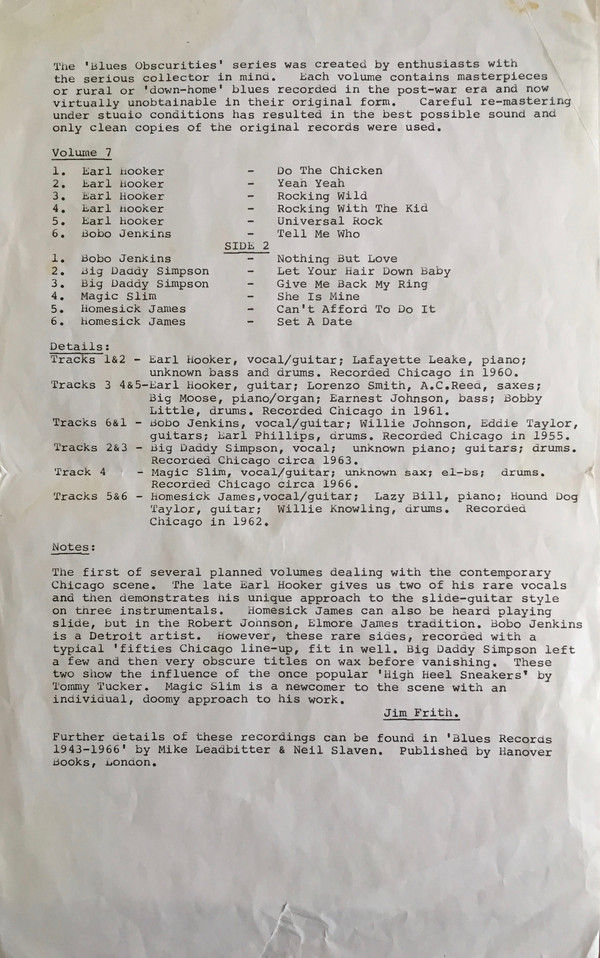 The 'Blues Obscurities' series was created by enthusiasts with
the serious collector in mind. Each volume contains masterpieces
or rural or 'down-home' blues recorded in the post-war era and now
virtually unobtainable in their original form. Careful re-mastering
under studio conditions has resulted in the best possible sound and
only clean copies of the original records were used.
Volume 7
1. Earl Hooker - Do The Chicken
2. Earl Hooker - Yeah Yeah
3. Earl Hooker - Rocking Wild
4. Earl Hooker - Rocking With The Kid
5. Earl Hooker - Universal Rock
6. Bobo Jenkins - Tell Me Who
SIDE 2
1. Bobo Jenkins - Nothing But Love
2. Big Daddy Simpson - Let Your Hair Down Baby
3. Big Daddy Simpson - Give Me Back My Ring
4. Magic Slim - She Is Mine
5. Homesick James - Can't Afford To Do It
6. Homesick James - Set A Date
Details:
Tracks 1&2 - Earl Hooker, vocal/guitar; Lafayette Leake, piano;
unknown bass and drums. Recorded Chicago in 1960.
Tracks 3 4&5-Earl Hooker, guitar; Lorenzo Smith, A.C.Reed, saxes;
Big Moose, piano/organ; Earnest Johnson, bass; Bobby
Little, drums. Recorded Chicago in 1961.
Tracks 6&1 - Bobo Jenkins, vocal/guitar; Willie Johnson, Eddie Taylor,
guitars; Earl Phillips, drums. Recorded Chicago in 1955.
Tracks 2&3 - Big Daddy Simpson, vocal; unknown piano; guitars; drums.
Recorded Chicago circa 1963.
Track 4 - Magic Slim, vocal/guitar; unknown sax; el-bs; drums.
Recorded Chicago circa 1966.
Tracks 5&6 - Homesick James,vocal/guitar; Lazy Bill, piano; Hound Dog
Taylor, guitar; Willie Knowling, drums. Recorded
Chicago in 1962.
Notes:
The first of several planned volumes dealing with the contemporary
Chicago scene. The late Earl Hooker gives us two of his rare vocals
and then demonstrates his unique approach to the slide-guitar style
on three instrumentals. Homesick James can also be heard playing
slide, but in the Robert Johnson, Elmore James tradition. Bobo Jenkins
is a Detroit artist. However, these rare sides, recorded with a
typical 'fifties Chicago line-up, fit in well. Big Daddy Simpson left
a few and then very obscure titles on wax before vanishing. These
two show the influence of the once popular 'High Heel Sneakers' by
Tommy Tucker. Magic Slim is a newcomer to the scene with an
individual, doomy approach to his work.
Jim Frith.
Further details of these recordings can be found in 'Blues Records
1943-1966' by Mike Leadbitter & Neil Slaven. Published by Hanover
Books, London.